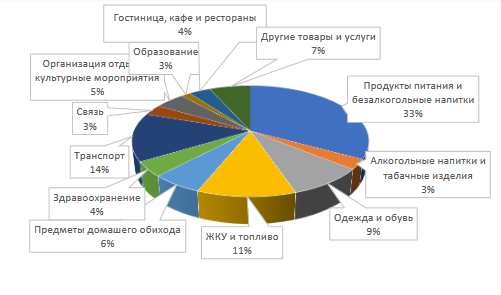 Гостиница, кафе и рестораны
4%
Другие товары и услуги
7%
Образование
3%
Организация отды
культурные мороприятия
5%
Продукты питания и
безалкогольные напитки
33%
Связь
3%
Алкогольные напитки и
табачные изделия
3%
Транспорт
14%
Здравоохранение
4%
Одежда и обувь
9%
Предметы домашего обихода
6%
ЖКУ и топливо
11%